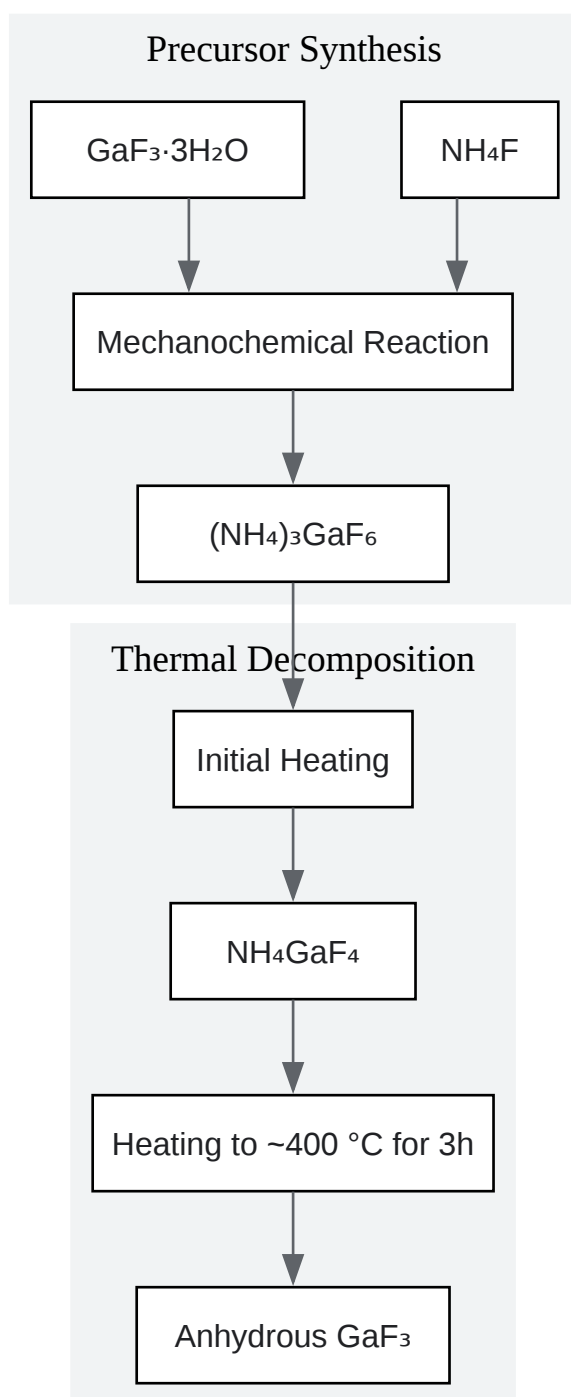 Precursor Synthesis
GaF₃·3H₂O
NH₄F
Mechanochemical Reaction
(NH₄)₃GaF₆
Thermal Decomposition
Initial Heating
NH₄GaF₄
Heating to ~400 °C for 3h
Anhydrous GaF₃